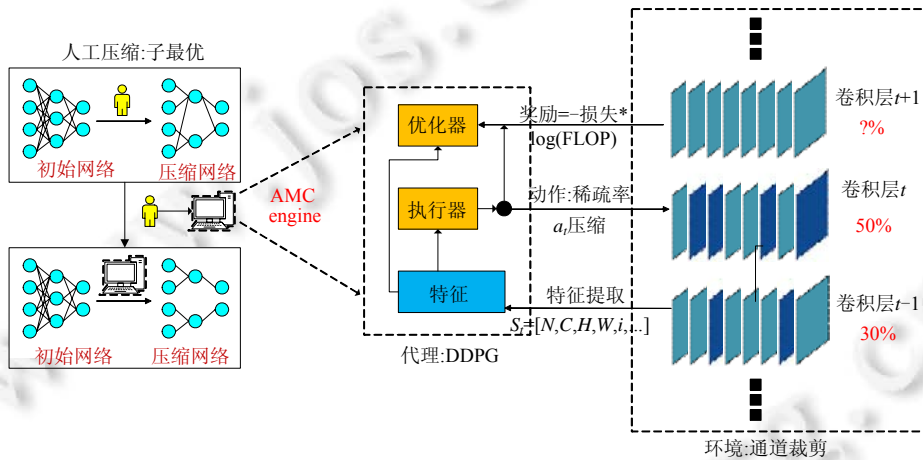 人工压缩:子最优
初始网络
压缩网络
AMC
engine
初始网络
压缩网络
优化器
执行器
特征
代理:DDPG
奖励=−损失*
log(FLOP)
动作:稀疏率
a_t压缩
特征提取
S_t=[N,C,H,W,i,...]
卷积层t+1
?%
卷积层t
50%
卷积层t−1
30%
环境:通道裁剪